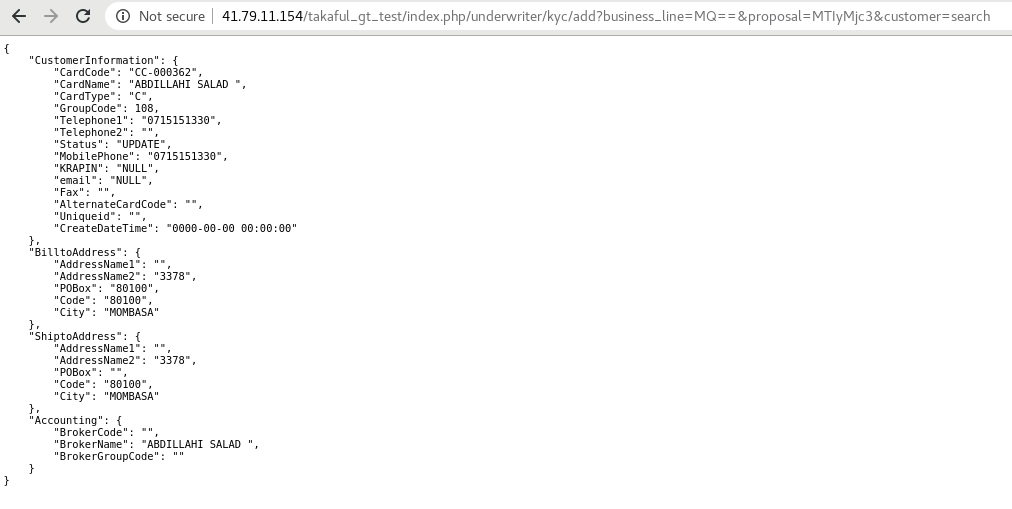 Not secure | 41.79.11.154/takaful_gt_test/index.php/underwriter/kyc/add?business_line=MQ==&proposal=MTIyMjc3&customer=search
{
    "CustomerInformation": {
        "CardCode": "CC-000362",
        "CardName": "ABDILLAHI SALAD ",
        "CardType": "C",
        "GroupCode": 108,
        "Telephone1": "0715151330",
        "Telephone2": "",
        "Status": "UPDATE",
        "MobilePhone": "0715151330",
        "KRAPIN": "NULL",
        "email": "NULL",
        "Fax": "",
        "AlternateCardCode": "",
        "Uniqueid": "",
        "CreateDateTime": "0000-00-00 00:00:00"
    },
    "BilltoAddress": {
        "AddressName1": "",
        "AddressName2": "3378",
        "POBox": "80100",
        "Code": "80100",
        "City": "MOMBASA"
    },
    "ShiptoAddress": {
        "AddressName1": "",
        "AddressName2": "3378",
        "POBox": "",
        "Code": "80100",
        "City": "MOMBASA"
    },
    "Accounting": {
        "BrokerCode": "",
        "BrokerName": "ABDILLAHI SALAD ",
        "BrokerGroupCode": ""
    }
}